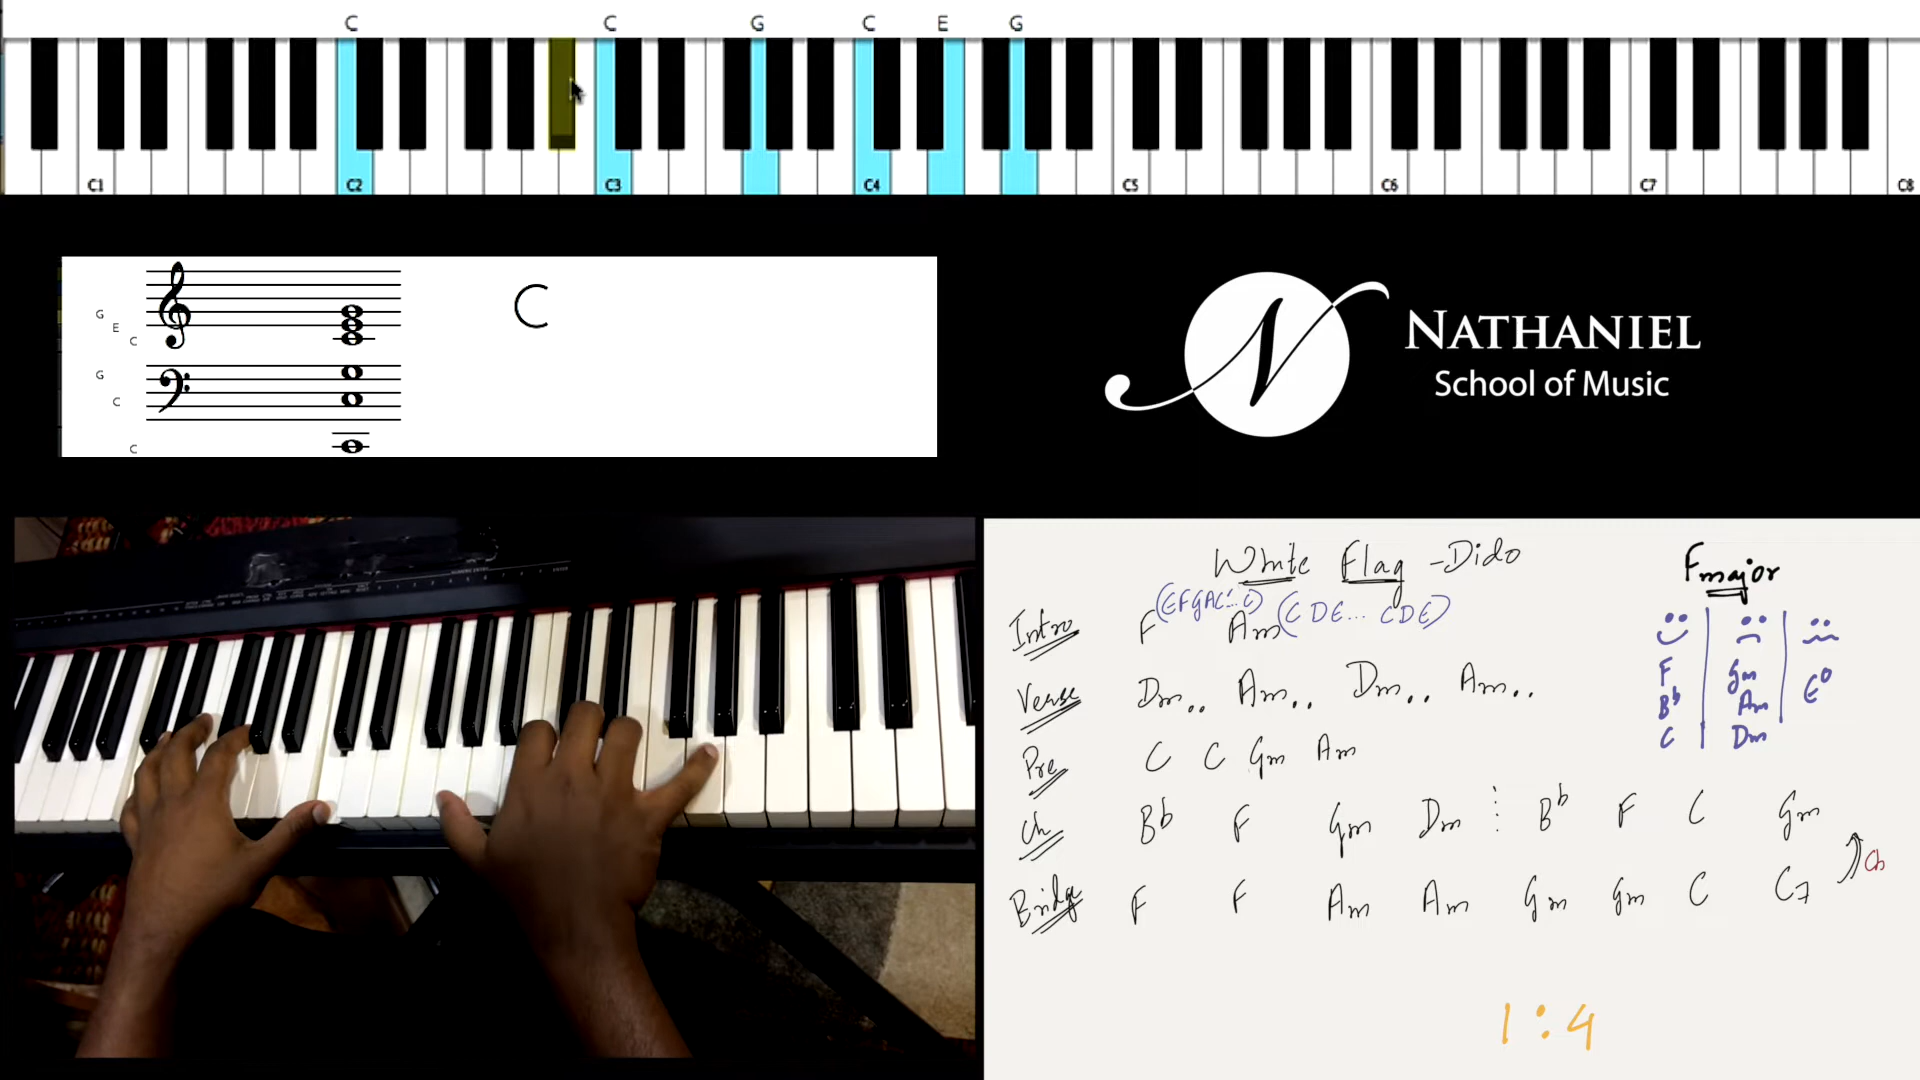 C C G C E G
C1 C2 C3 C4 C5 C6 C7 C8
C
G
E
C
G
C
C
NATHANIEL
School of Music
White Flag - Dido
Fmajor
(EFGAC... C) (CDE... CDE)
Intro F Am
Verse Dm.. Am.. Dm.. Am..
F Gm E°
Bb Am
C Dm
Pre C C Gm Am
Ch Bb F Gm Dm ⋮ Bb F C Gm
Ch
Bridge F F Am Am Gm Gm C C7
1:4